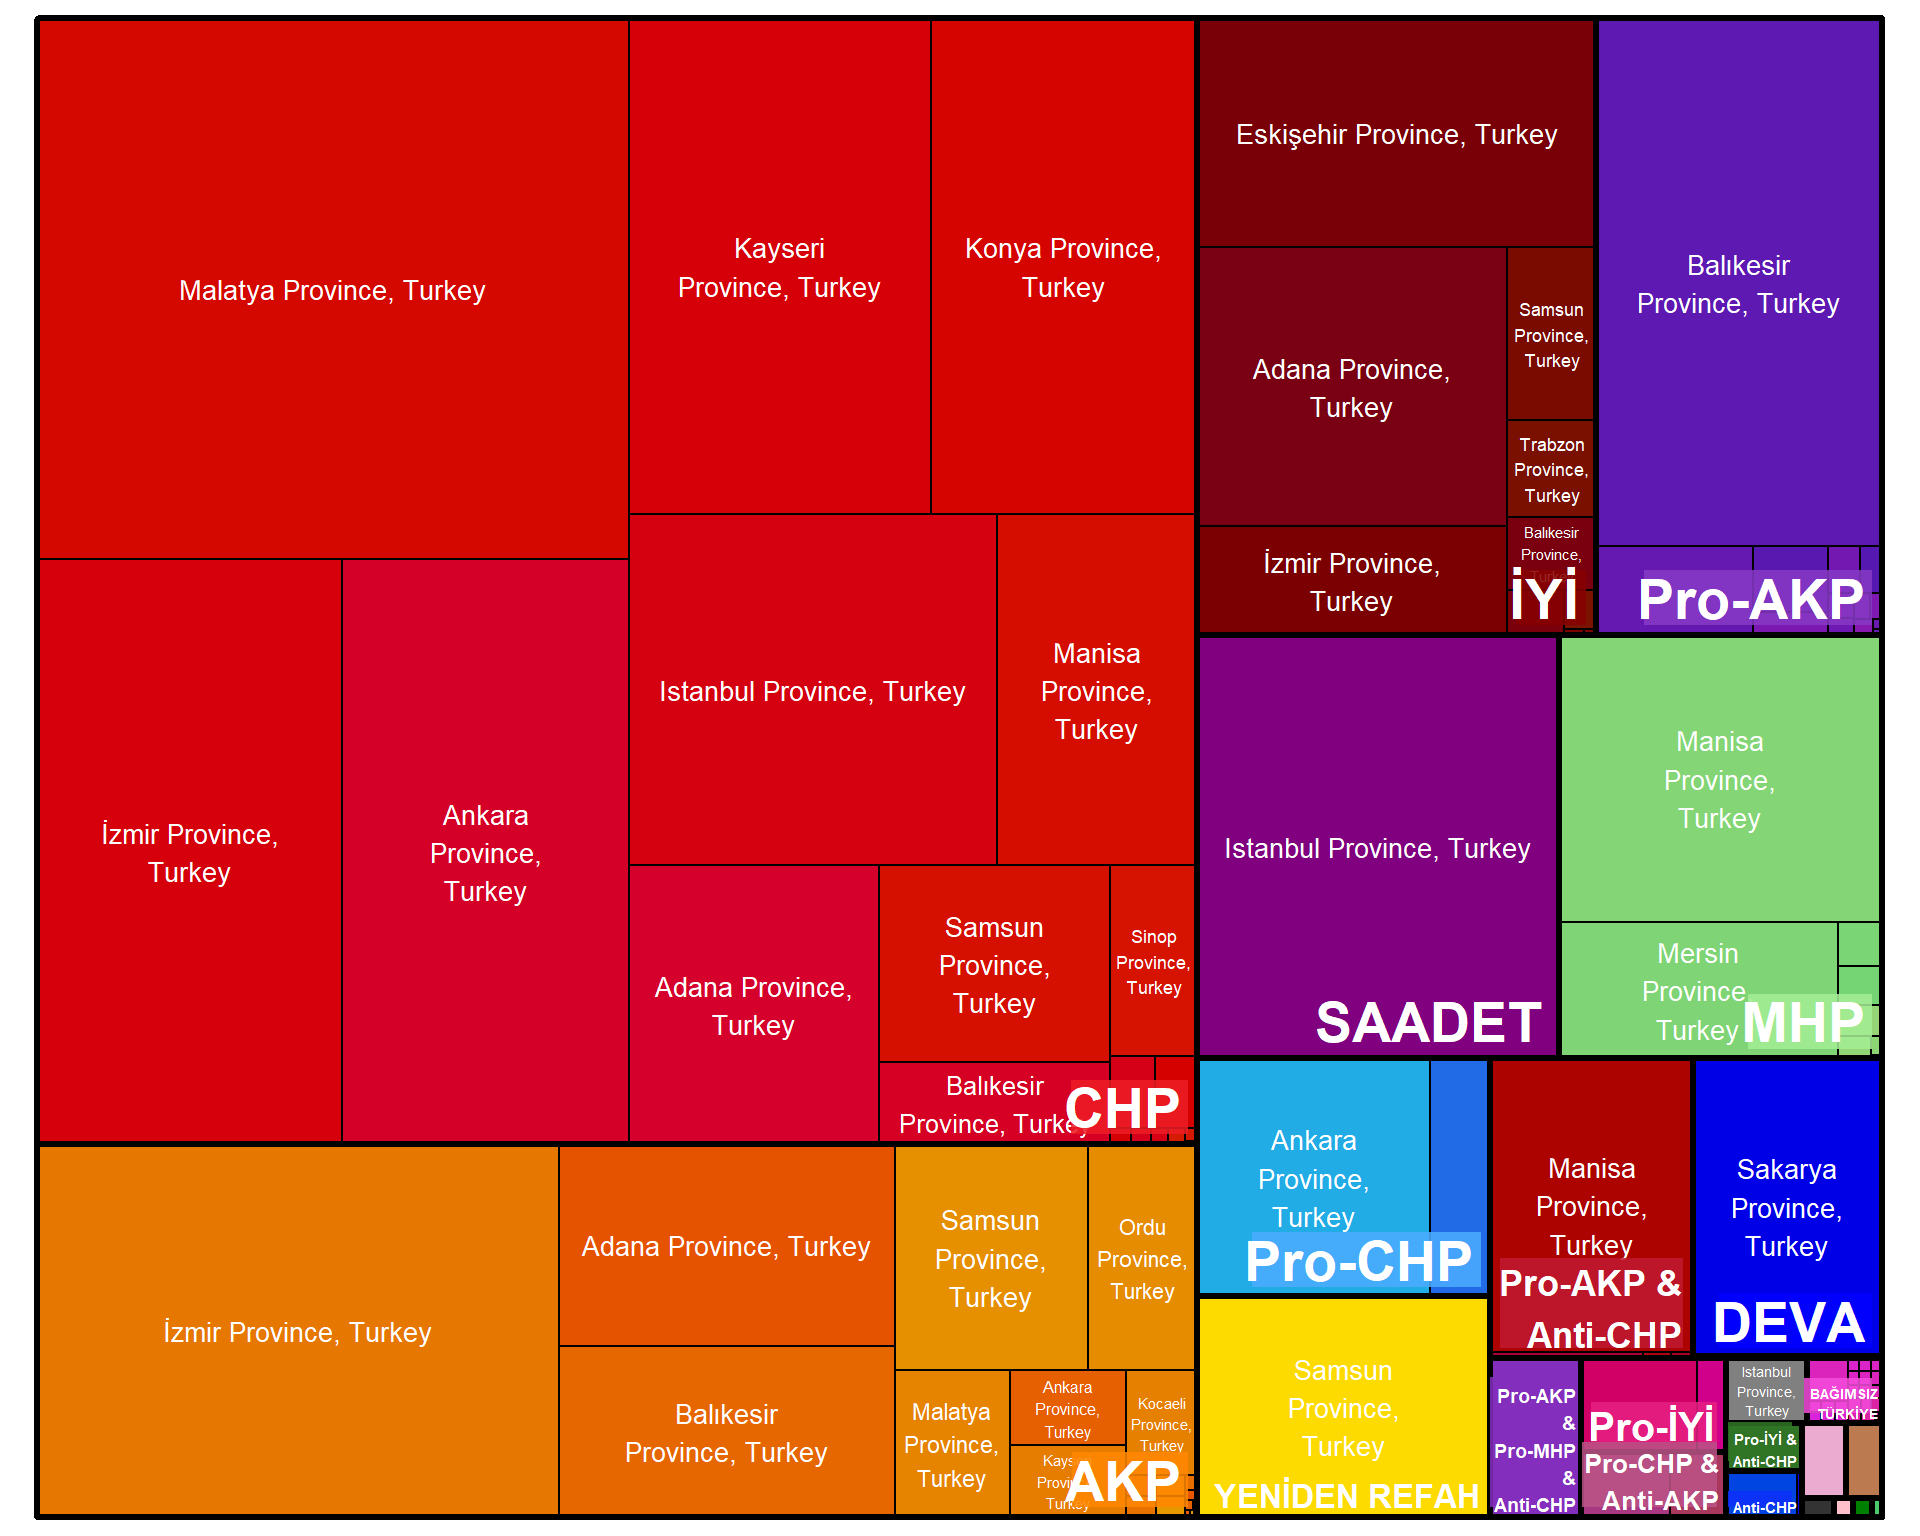 Malatya Province, Turkey
Kayseri
Province, Turkey
Konya Province,
Turkey
İzmir Province,
Turkey
Ankara
Province,
Turkey
Istanbul Province, Turkey
Manisa
Province,
Turkey
Adana Province,
Turkey
Samsun
Province,
Turkey
Sinop
Province,
Turkey
Balıkesir
Province, Turkey
CHP
İzmir Province, Turkey
Adana Province, Turkey
Balıkesir
Province, Turkey
Samsun
Province,
Turkey
Ordu
Province,
Turkey
Malatya
Province,
Turkey
Ankara
Province,
Turkey
Kocaeli
Province,
Turkey
AKP
Eskişehir Province, Turkey
Adana Province,
Turkey
Samsun
Province,
Turkey
Trabzon
Province,
Turkey
Balıkesir
Province,
İzmir Province,
Turkey
İYİ
Balıkesir
Province, Turkey
Pro-AKP
Istanbul Province, Turkey
SAADET
Manisa
Province,
Turkey
Mersin
Province
Turkey
MHP
Ankara
Province,
Turkey
Pro-CHP
Manisa
Province,
Turkey
Pro-AKP &
Anti-CHP
Sakarya
Province,
Turkey
DEVA
Samsun
Province,
Turkey
YENİDEN REFAH
Pro-AKP
&
Pro-MHP
&
Anti-CHP
Pro-İYİ
Pro-CHP &
Anti-AKP
Istanbul
Province,
Turkey
Pro-İYİ &
Anti-CHP
Anti-CHP
BAĞIMSIZ
TÜRKİYE